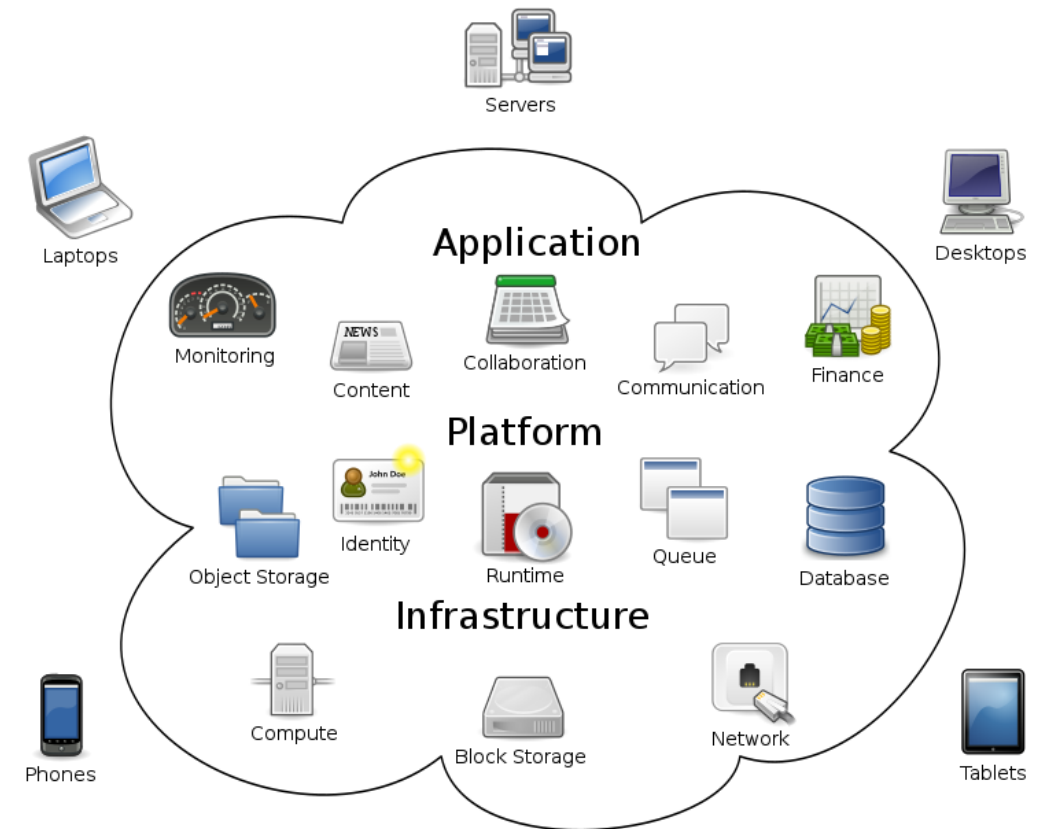 Servers
Laptops
Desktops
Application
Monitoring
NEWS
Content
Collaboration
Communication
Finance
Platform
Object Storage
John Doe
Identity
Runtime
Queue
Database
Infrastructure
Compute
Block Storage
Network
Phones
Tablets